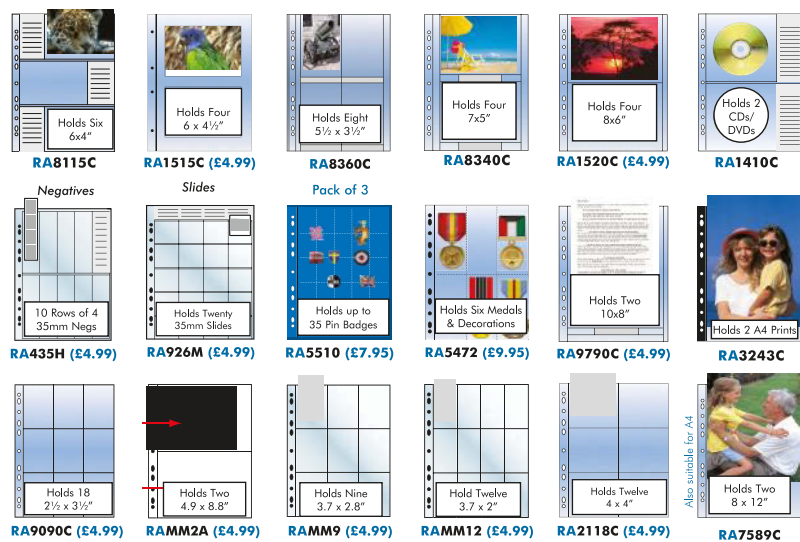 Holds Six
6x4"
RA8115C
Holds Four
6 x 4½"
RA1515C (£4.99)
Holds Eight
5½ x 3½"
RA8360C
Holds Four
7x5"
RA8340C
Holds Four
8x6"
RA1520C (£4.99)
Holds 2
CDs/
DVDs
RA1410C
Negatives
10 Rows of 4
35mm Negs
RA435H (£4.99)
Slides
Holds Twenty
35mm Slides
RA926M (£4.99)
Pack of 3
Holds up to
35 Pin Badges
RA5510 (£7.95)
Holds Six Medals
& Decorations
RA5472 (£9.95)
Holds Two
10x8"
RA9790C (£4.99)
Holds 2 A4 Prints
RA3243C
Holds 18
2½ x 3½"
RA9090C (£4.99)
Holds Two
4.9 x 8.8"
RAMM2A (£4.99)
Holds Nine
3.7 x 2.8"
RAMM9 (£4.99)
Hold Twelve
3.7 x 2"
RAMM12 (£4.99)
Holds Twelve
4 x 4"
RA2118C (£4.99)
Also suitable for A4
Holds Two
8 x 12"
RA7589C